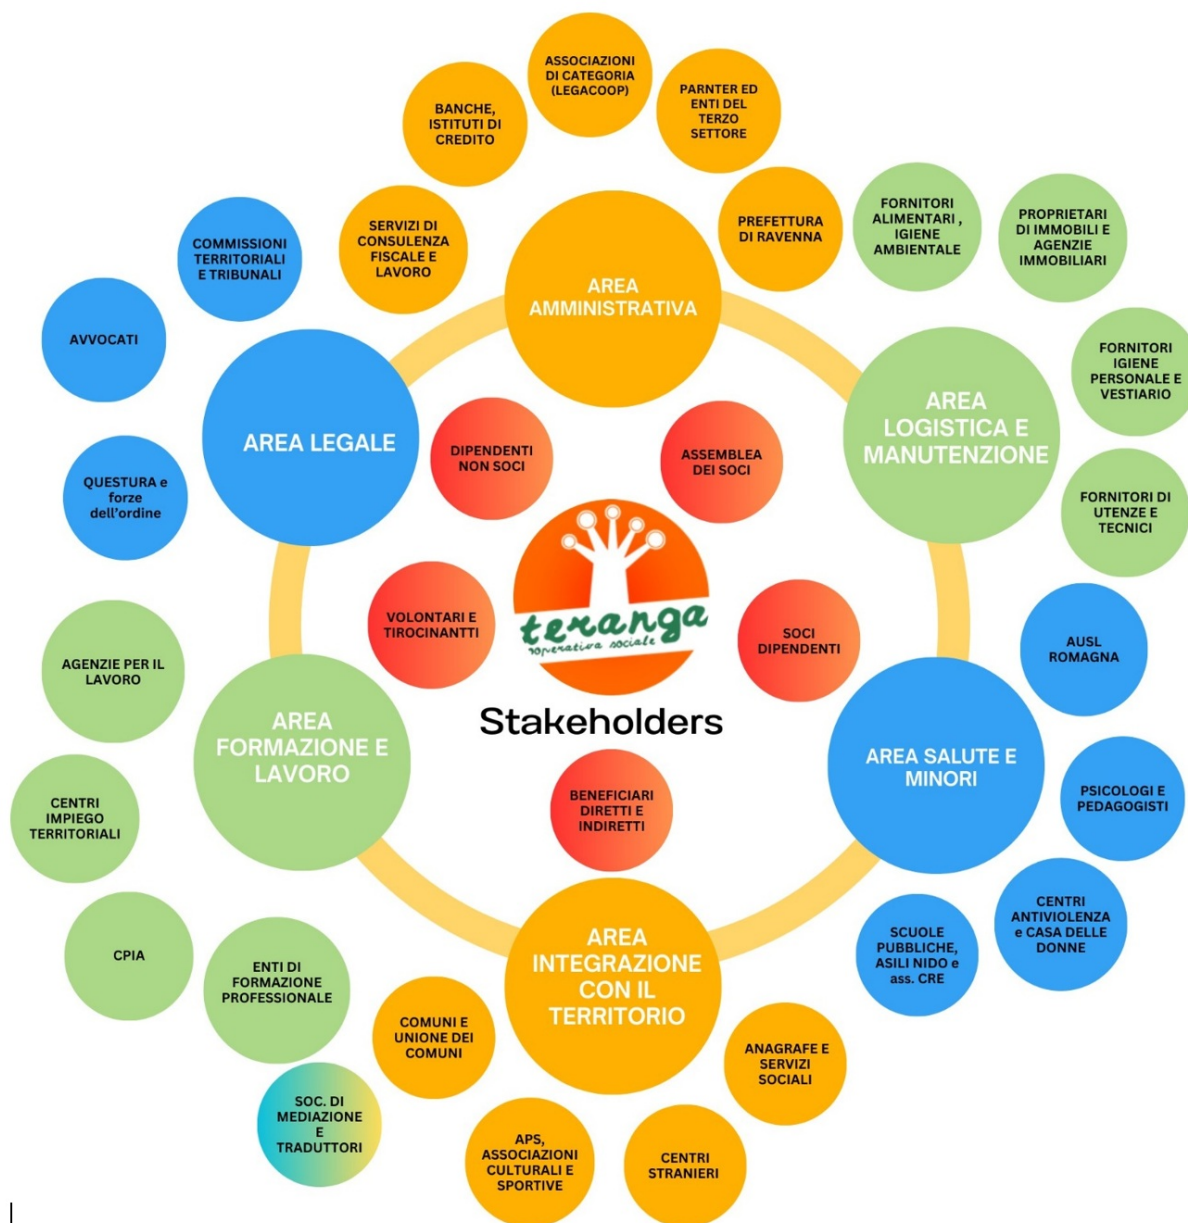 ASSOCIAZIONI
DI CATEGORIA
(LEGACOOP)
BANCHE,
ISTITUTI DI
CREDITO
PARNTER ED
ENTI DEL
TERZO
SETTORE
SERVIZI DI
CONSULENZA
FISCALE E
LAVORO
PREFETTURA
DI RAVENNA
FORNITORI
ALIMENTARI ,
IGIENE
AMBIENTALE
PROPRIETARI
DI IMMOBILI E
AGENZIE
IMMOBILIARI
COMMISSIONI
TERRITORIALI
E TRIBUNALI
AREA
AMMINISTRATIVA
AVVOCATI
FORNITORI
IGIENE
PERSONALE E
VESTIARIO
AREA LEGALE
AREA
LOGISTICA E
MANUTENZIONE
DIPENDENTI
NON SOCI
ASSEMBLEA
DEI SOCI
QUESTURA e
forze
dell'ordine
FORNITORI DI
UTENZE E
TECNICI
VOLONTARI E
TIROCINANTTI
teranga
cooperativa sociale
SOCI
DIPENDENTI
Stakeholders
AGENZIE PER IL
LAVORO
AUSL
ROMAGNA
AREA
FORMAZIONE E
LAVORO
AREA SALUTE E
MINORI
BENEFICIARI
DIRETTI E
INDIRETTI
CENTRI
IMPIEGO
TERRITORIALI
PSICOLOGI E
PEDAGOGISTI
CPIA
ENTI DI
FORMAZIONE
PROFESSIONALE
AREA
INTEGRAZIONE
CON IL
TERRITORIO
SCUOLE
PUBBLICHE,
ASILI NIDO e
ass. CRE
CENTRI
ANTIVIOLENZA
e CASA DELLE
DONNE
COMUNI E
UNIONE DEI
COMUNI
ANAGRAFE E
SERVIZI
SOCIALI
SOC. DI
MEDIAZIONE
E
TRADUTTORI
APS,
ASSOCIAZIONI
CULTURALI E
SPORTIVE
CENTRI
STRANIERI